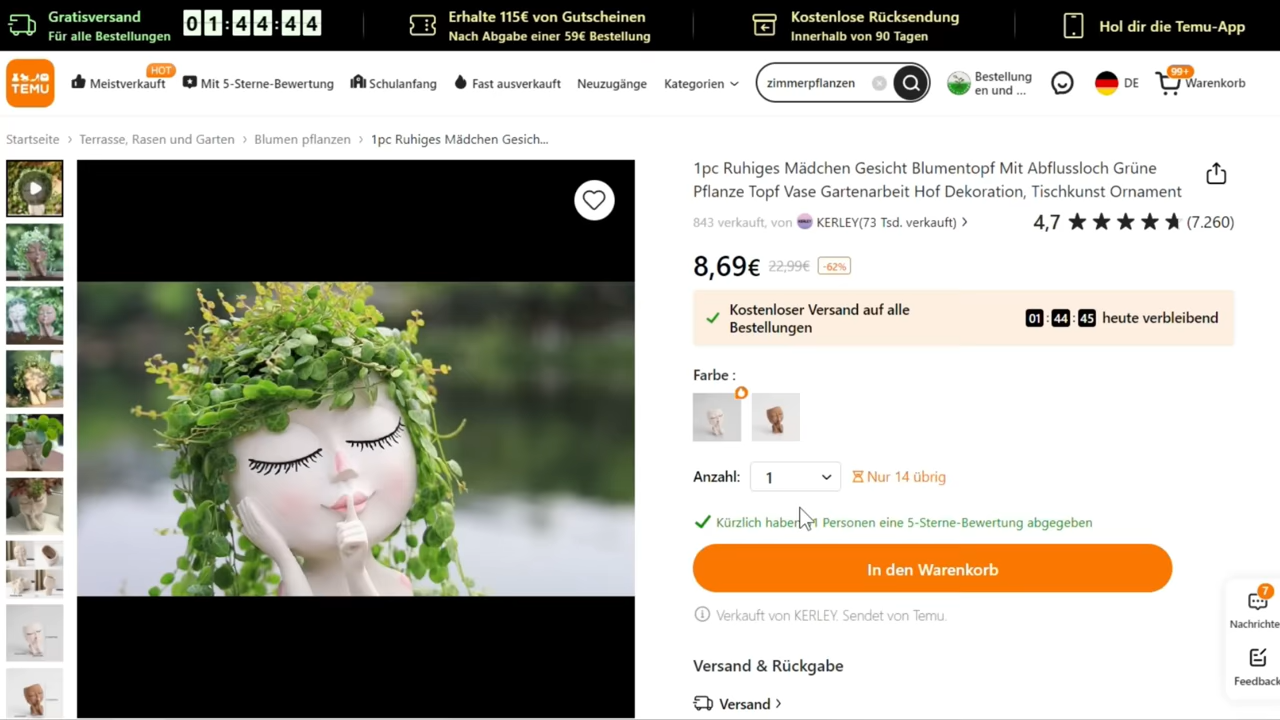 Gratisversand
Für alle Bestellungen
01:44:44
Erhalte 115€ von Gutscheinen
Nach Abgabe einer 59€ Bestellung
Kostenlose Rücksendung
Innerhalb von 90 Tagen
Hol dir die Temu-App
TEMU
Meistverkauft
HOT
Mit 5-Sterne-Bewertung
Schulanfang
Fast ausverkauft
Neuzugänge
Kategorien
zimmerpflanzen
Bestellung
en und ...
DE
99+
Warenkorb
Startseite > Terrasse, Rasen und Garten > Blumen pflanzen > 1pc Ruhiges Mädchen Gesich...
1pc Ruhiges Mädchen Gesicht Blumentopf Mit Abflussloch Grüne
Pflanze Topf Vase Gartenarbeit Hof Dekoration, Tischkunst Ornament
843 verkauft, von KERLEY(73 Tsd. verkauft) >
4,7 (7.260)
8,69€ 22,99€ -62%
Kostenloser Versand auf alle
Bestellungen
01:44:45 heute verbleibend
Farbe :
Anzahl: 1 Nur 14 übrig
Kürzlich haben 1 Personen eine 5-Sterne-Bewertung abgegeben
In den Warenkorb
Verkauft von KERLEY. Sendet von Temu.
7
Nachrichte
Feedback
Versand & Rückgabe
Versand >